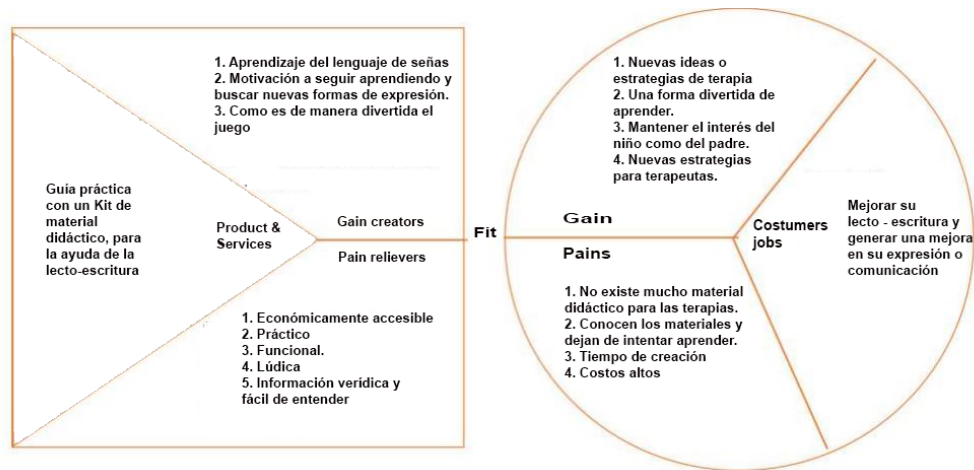 1. Aprendizaje del lenguaje de señas
2. Motivación a seguir aprendiendo y
buscar nuevas formas de expresión.
3. Como es de manera divertida el
juego
Guía práctica
con un Kit de
material
didáctico, para
la ayuda de la
lecto-escritura
Product &
Services
Gain creators
Pain relievers
1. Económicamente accesible
2. Práctico
3. Funcional.
4. Lúdica
5. Información verídica y
fácil de entender
Fit
1. Nuevas ideas o
estrategias de terapia
2. Una forma divertida de
aprender.
3. Mantener el interés del
niño como del padre.
4. Nuevas estrategias
para terapeutas.
Gain
Pains
Costumers
jobs
Mejorar su
lecto - escritura y
generar una mejora
en su expresión o
comunicación
1. No existe mucho material
didáctico para las terapias.
2. Conocen los materiales y
dejan de intentar aprender.
3. Tiempo de creación
4. Costos altos